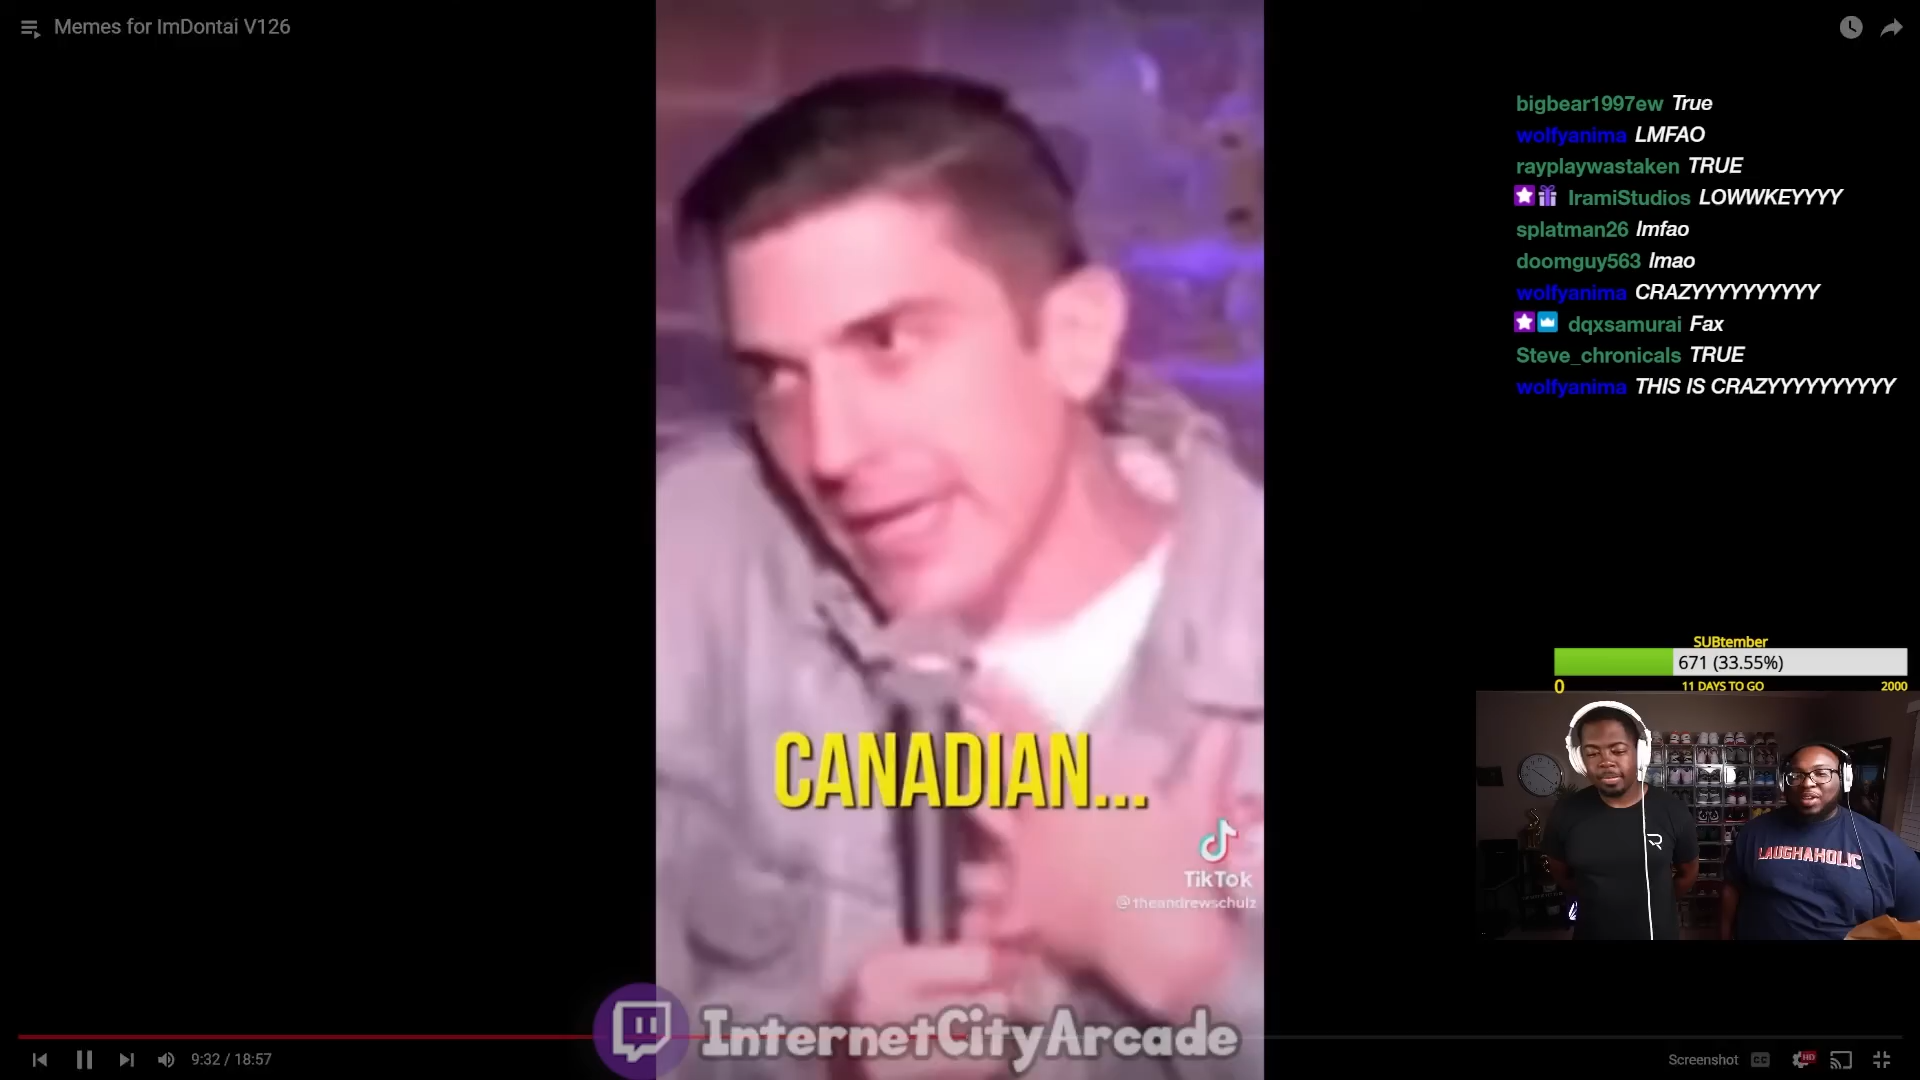 Memes for ImDontai V126
bigbear1997ew True
wolfyanima LMFAO
rayplaywastaken TRUE
IramiStudios LOWWKEYYYY
splatman26 lmfao
doomguy563 lmao
wolfyanima CRAZYYYYYYYYYY
dqxsamurai Fax
Steve_chronicals TRUE
wolfyanima THIS IS CRAZYYYYYYYYYY
SUBtember
671 (33.55%)
0 11 DAYS TO GO 2000
CANADIAN...
LAUGHAHOLIC
TikTok
@theandrewschulz
InternetCityArcade
9:32 / 18:57
Screenshot
CC
HD